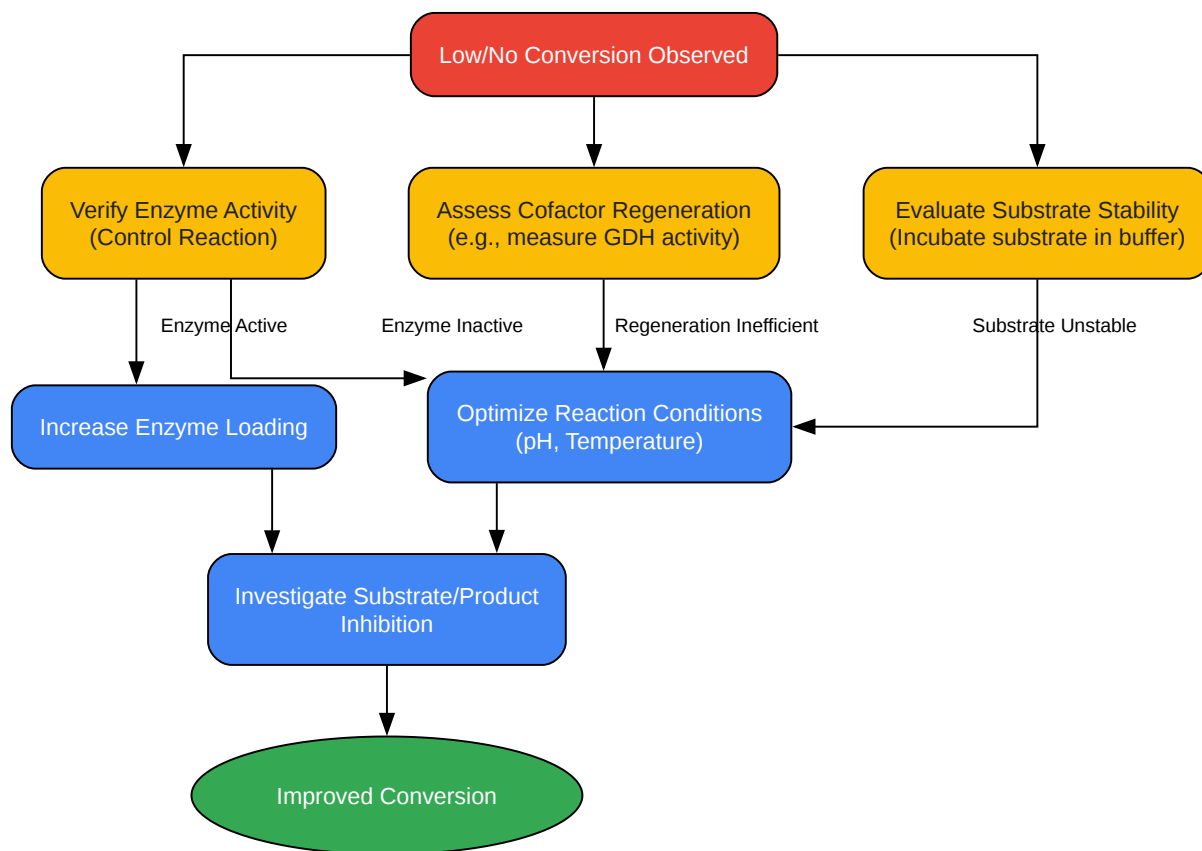 Low/No Conversion Observed
Verify Enzyme Activity
(Control Reaction)
Assess Cofactor Regeneration
(e.g., measure GDH activity)
Evaluate Substrate Stability
(Incubate substrate in buffer)
Enzyme Active
Enzyme Inactive
Regeneration Inefficient
Substrate Unstable
Increase Enzyme Loading
Optimize Reaction Conditions
(pH, Temperature)
Investigate Substrate/Product
Inhibition
Improved Conversion